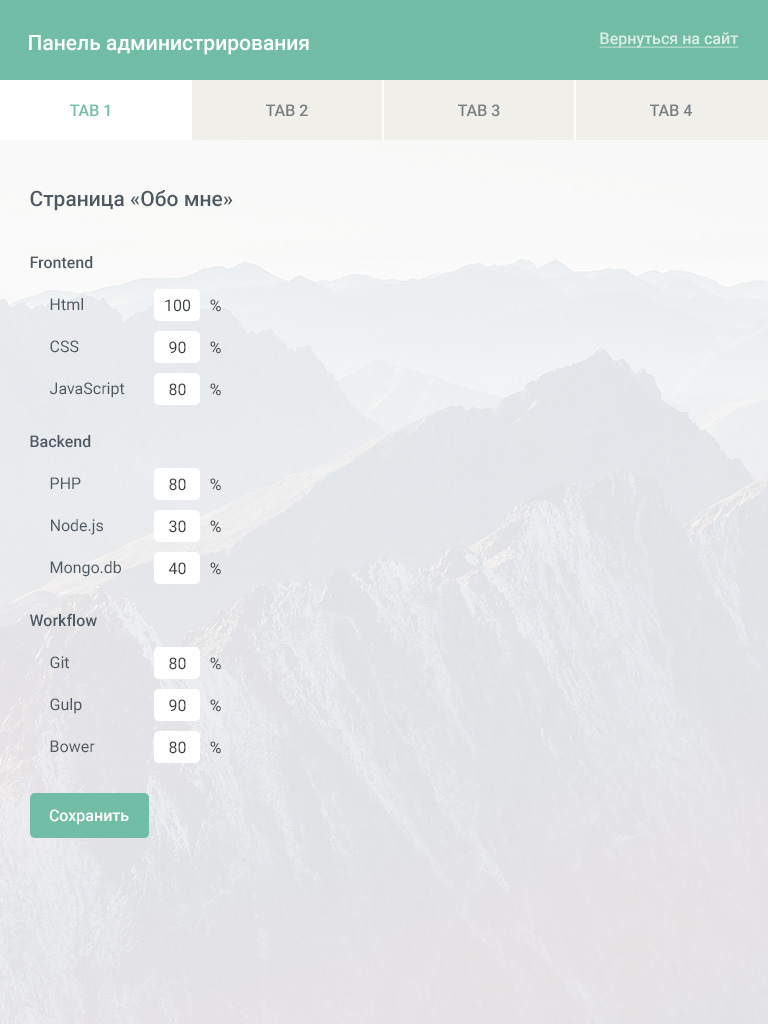 Панель администрирования
Вернуться на сайт
TAB 1
TAB 2
TAB 3
TAB 4
Страница «Обо мне»
Frontend
Html 100 %
CSS 90 %
JavaScript 80 %
Backend
PHP 80 %
Node.js 30 %
Mongo.db 40 %
Workflow
Git 80 %
Gulp 90 %
Bower 80 %
Сохранить